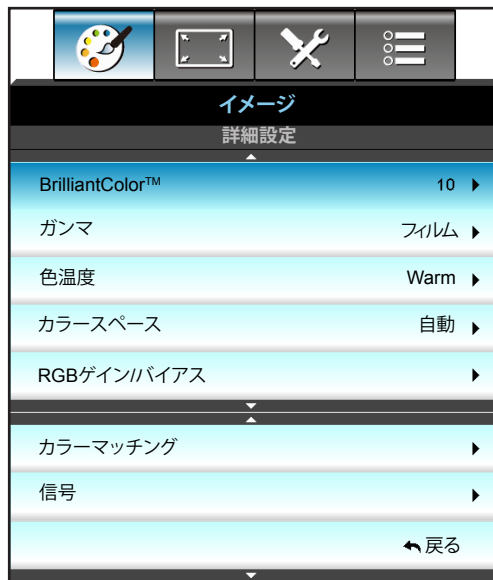 イメージ
詳細設定
BrilliantColor™ 10
ガンマ フィルム
色温度 Warm
カラースペース 自動
RGBゲイン/バイアス
カラーマッチング
信号
戻る